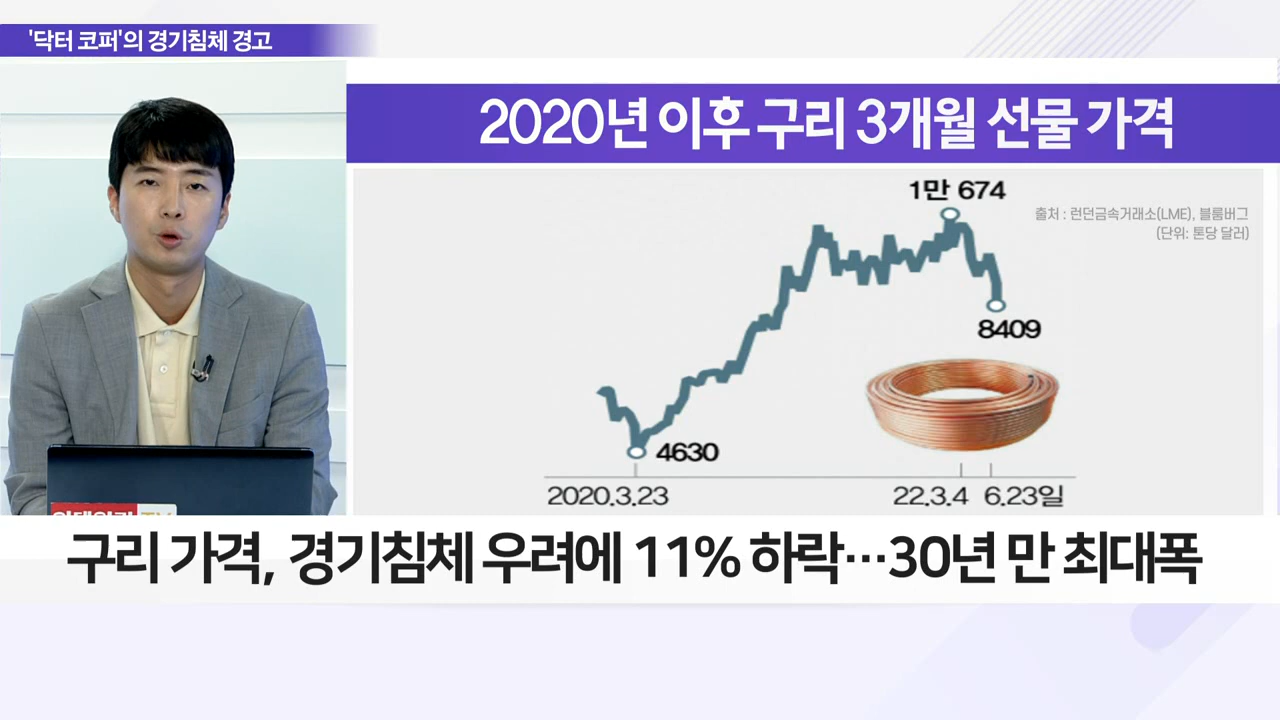 '닥터 코퍼'의 경기침체 경고
2020년 이후 구리 3개월 선물 가격
1만 674
출처 : 런던금속거래소(LME), 블룸버그
(단위: 톤당 달러)
8409
4630
2020.3.23
22.3.4
6.23일
구리 가격, 경기침체 우려에 11% 하락…30년 만 최대폭